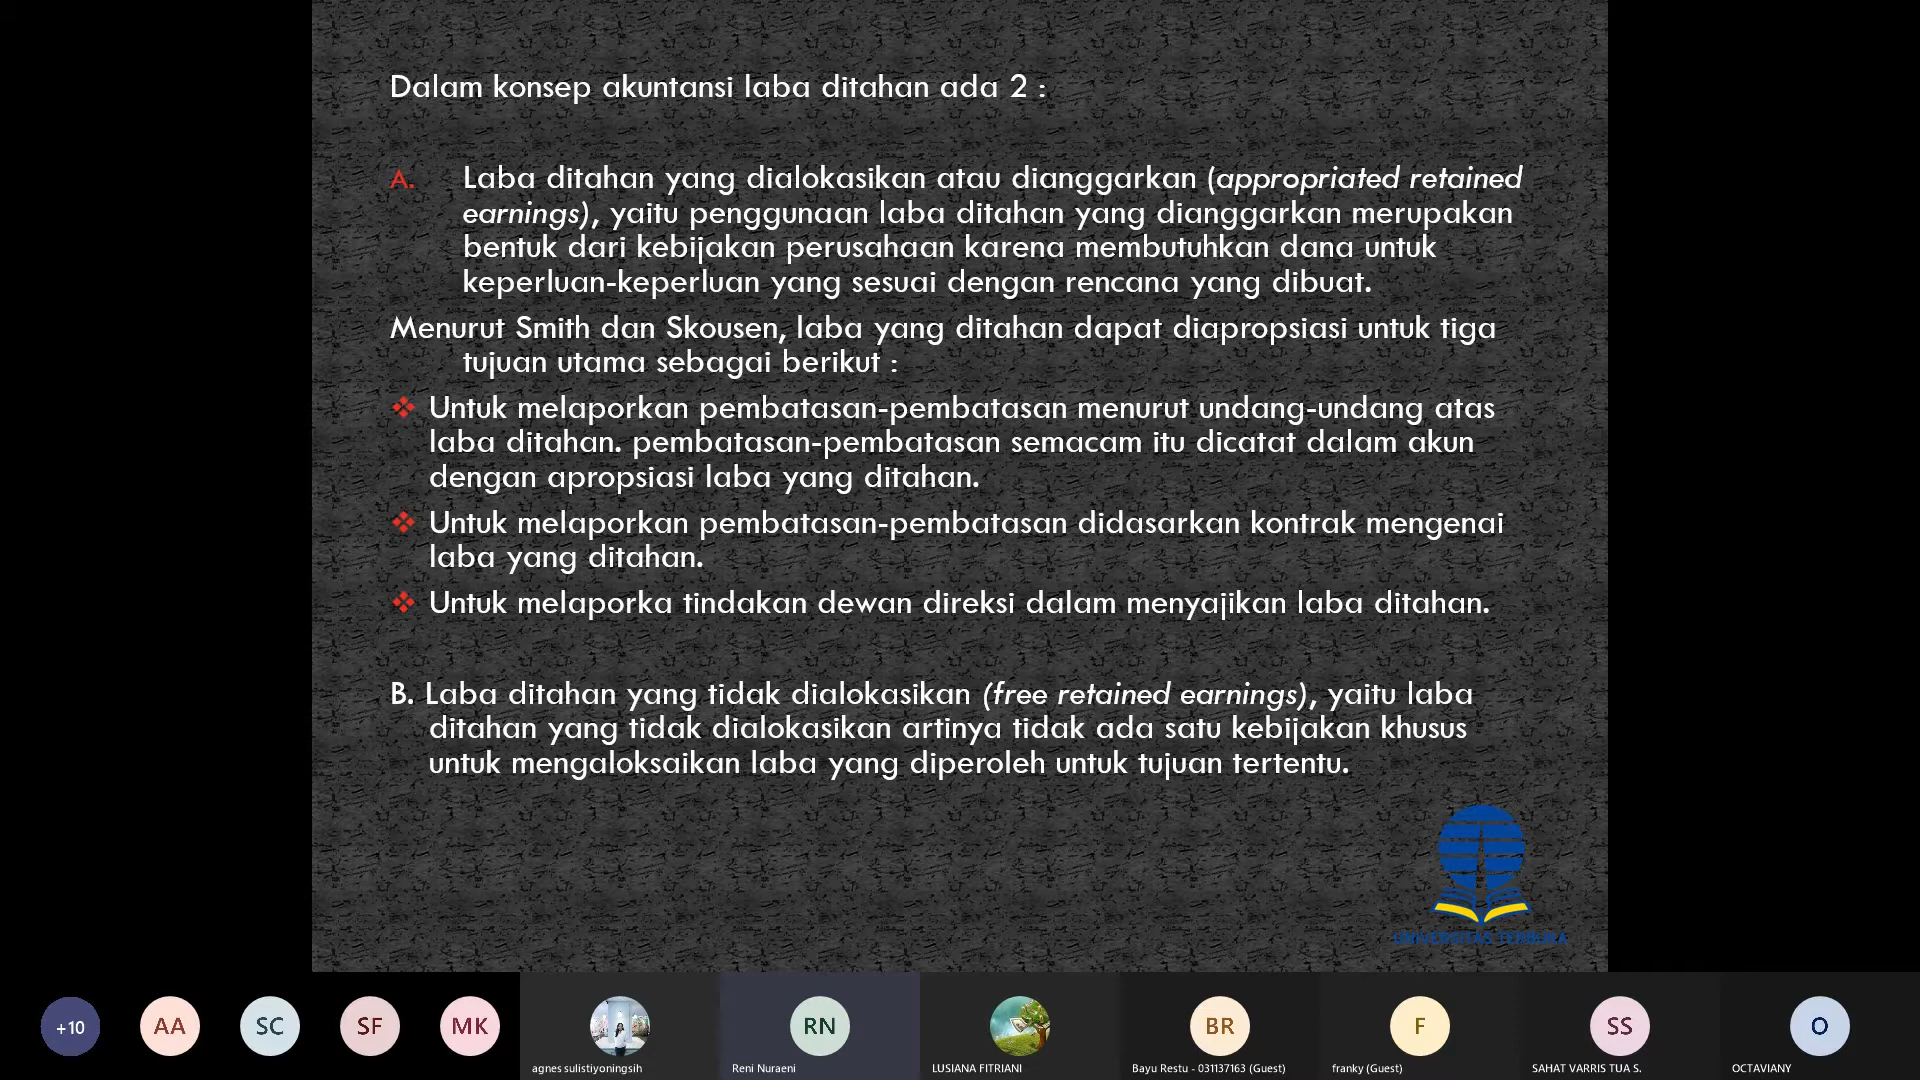 Dalam konsep akuntansi laba ditahan ada 2 :
A. Laba ditahan yang dialokasikan atau dianggarkan (appropriated retained
earnings), yaitu penggunaan laba ditahan yang dianggarkan merupakan
bentuk dari kebijakan perusahaan karena membutuhkan dana untuk
keperluan-keperluan yang sesuai dengan rencana yang dibuat.
Menurut Smith dan Skousen, laba yang ditahan dapat diapropsiasi untuk tiga
tujuan utama sebagai berikut :
❖ Untuk melaporkan pembatasan-pembatasan menurut undang-undang atas
laba ditahan. pembatasan-pembatasan semacam itu dicatat dalam akun
dengan apropsiasi laba yang ditahan.
❖ Untuk melaporkan pembatasan-pembatasan didasarkan kontrak mengenai
laba yang ditahan.
❖ Untuk melaporka tindakan dewan direksi dalam menyajikan laba ditahan.
B. Laba ditahan yang tidak dialokasikan (free retained earnings), yaitu laba
ditahan yang tidak dialokasikan artinya tidak ada satu kebijakan khusus
untuk mengaloksaikan laba yang diperoleh untuk tujuan tertentu.
UNIVERSITAS TERBUKA
+10 AA SC SF MK RN BR F SS O
agnes sulistiyoningsih Reni Nuraeni LUSIANA FITRIANI Bayu Restu - 031137163 (Guest) franky (Guest) SAHAT VARRIS TUA S. OCTAVIANY